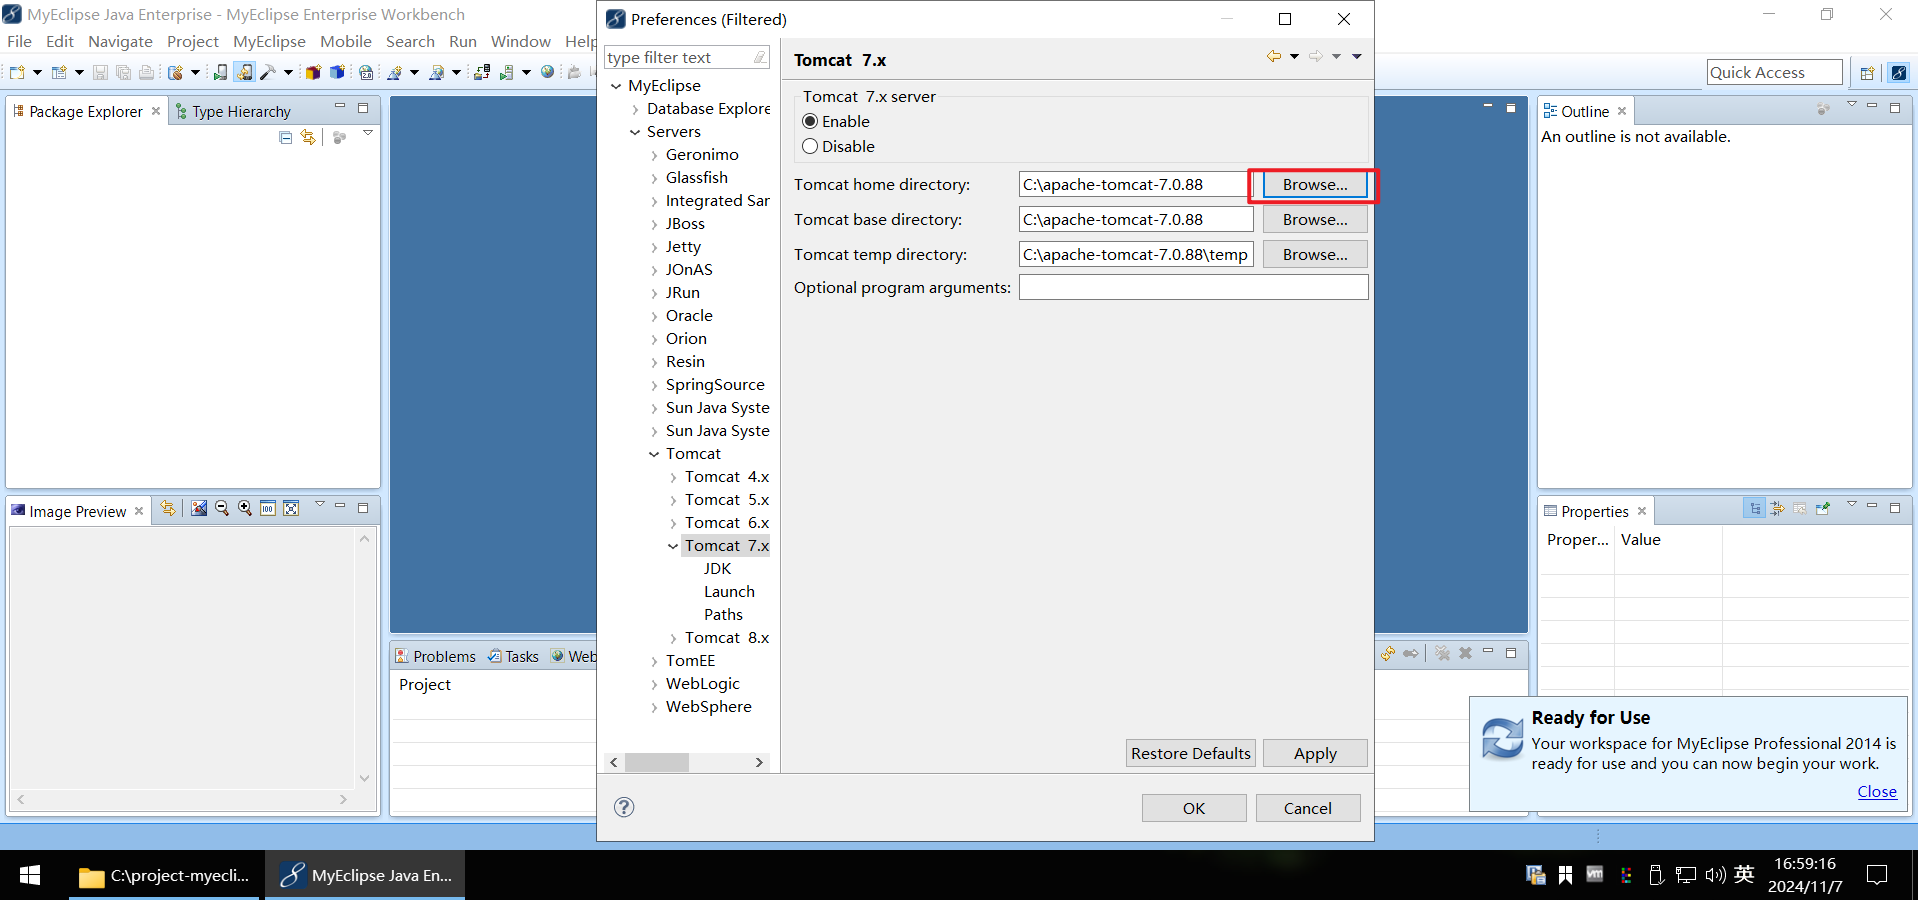 MyEclipse Java Enterprise - MyEclipse Enterprise Workbench
File Edit Navigate Project MyEclipse Mobile Search Run Window Help
Quick Access
Package Explorer
Type Hierarchy
Image Preview
Problems Tasks Web
Project
Preferences (Filtered)
type filter text
MyEclipse
Database Explore
Servers
Geronimo
Glassfish
Integrated Sar
JBoss
Jetty
JOnAS
JRun
Oracle
Orion
Resin
SpringSource
Sun Java Syste
Sun Java Syste
Tomcat
Tomcat 4.x
Tomcat 5.x
Tomcat 6.x
Tomcat 7.x
JDK
Launch
Paths
Tomcat 8.x
TomEE
WebLogic
WebSphere
Tomcat 7.x
Tomcat 7.x server
Enable
Disable
Tomcat home directory: C:\apache-tomcat-7.0.88 Browse...
Tomcat base directory: C:\apache-tomcat-7.0.88 Browse...
Tomcat temp directory: C:\apache-tomcat-7.0.88\temp Browse...
Optional program arguments:
Restore Defaults Apply
OK Cancel
Outline
An outline is not available.
Properties
Proper... Value
Ready for Use
Your workspace for MyEclipse Professional 2014 is
ready for use and you can now begin your work.
Close
C:\project-myecli...
MyEclipse Java En...
英
16:59:16
2024/11/7